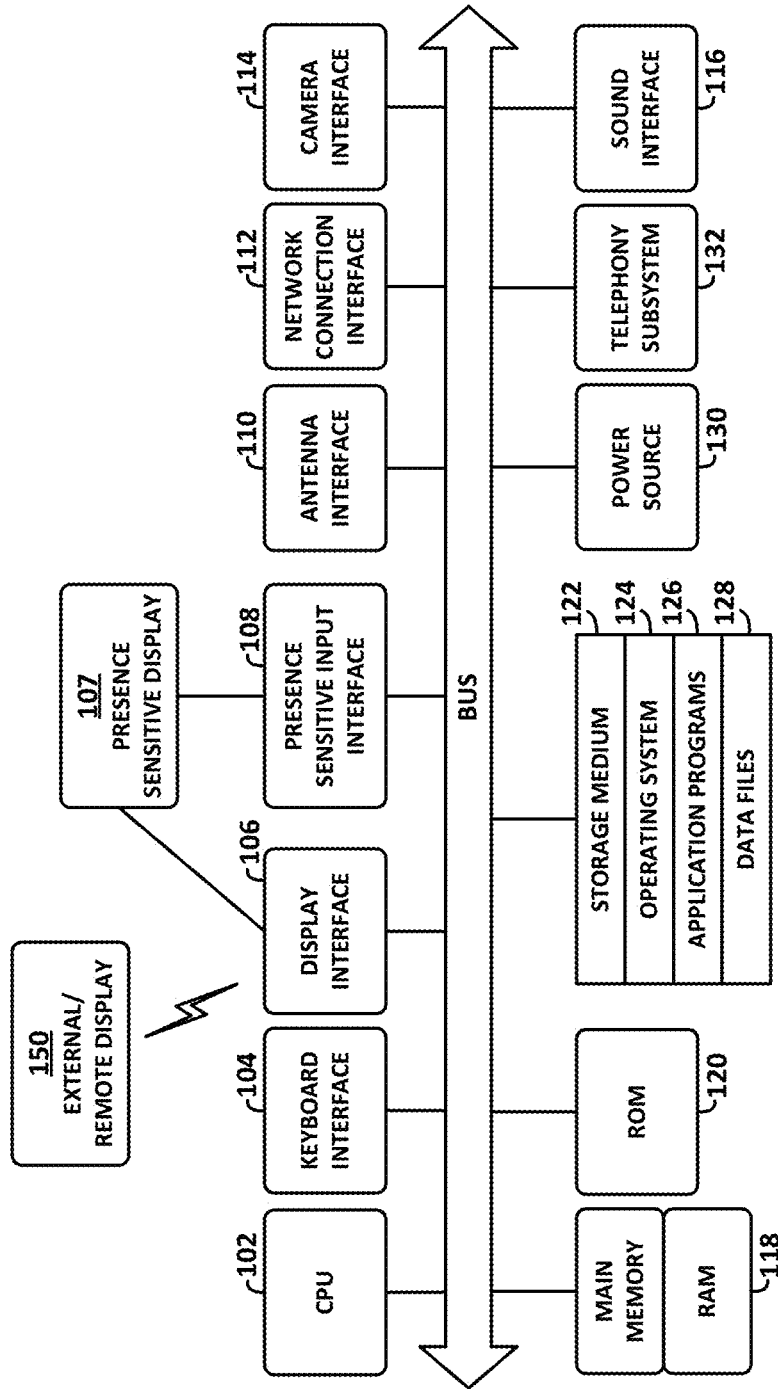 150
EXTERNAL/
REMOTE DISPLAY
107
PRESENCE
SENSITIVE DISPLAY
102
CPU
104
KEYBOARD
INTERFACE
106
DISPLAY
INTERFACE
108
PRESENCE
SENSITIVE INPUT
INTERFACE
110
ANTENNA
INTERFACE
112
NETWORK
CONNECTION
INTERFACE
114
CAMERA
INTERFACE
BUS
MAIN
MEMORY
RAM
118
ROM
120
STORAGE MEDIUM
122
OPERATING SYSTEM
124
APPLICATION PROGRAMS
126
DATA FILES
128
POWER
SOURCE
130
TELEPHONY
SUBSYSTEM
132
SOUND
INTERFACE
116